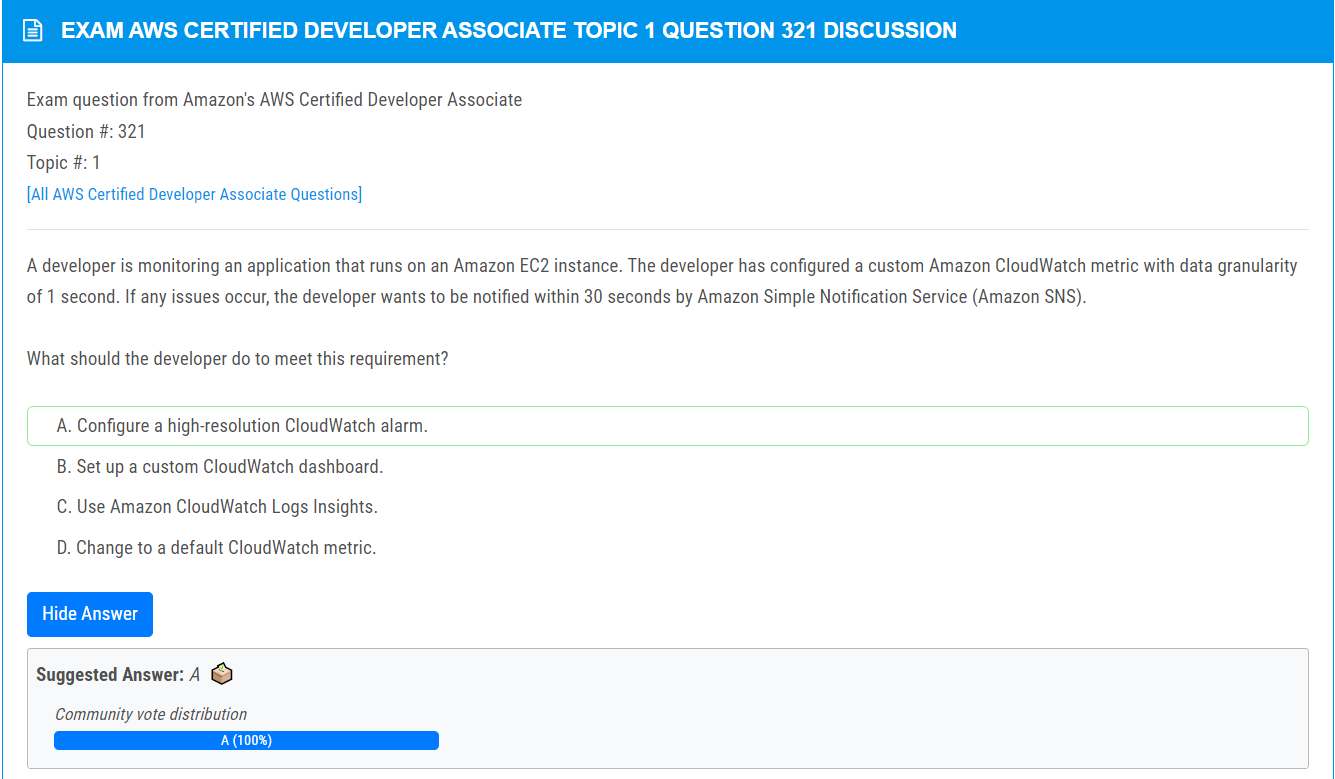 EXAM AWS CERTIFIED DEVELOPER ASSOCIATE TOPIC 1 QUESTION 321 DISCUSSION
Exam question from Amazon's AWS Certified Developer Associate
Question #: 321
Topic #: 1
[All AWS Certified Developer Associate Questions]
A developer is monitoring an application that runs on an Amazon EC2 instance. The developer has configured a custom Amazon CloudWatch metric with data granularity
of 1 second. If any issues occur, the developer wants to be notified within 30 seconds by Amazon Simple Notification Service (Amazon SNS).
What should the developer do to meet this requirement?
A. Configure a high-resolution CloudWatch alarm.
B. Set up a custom CloudWatch dashboard.
C. Use Amazon CloudWatch Logs Insights.
D. Change to a default CloudWatch metric.
Hide Answer
Suggested Answer: A
Community vote distribution
A (100%)